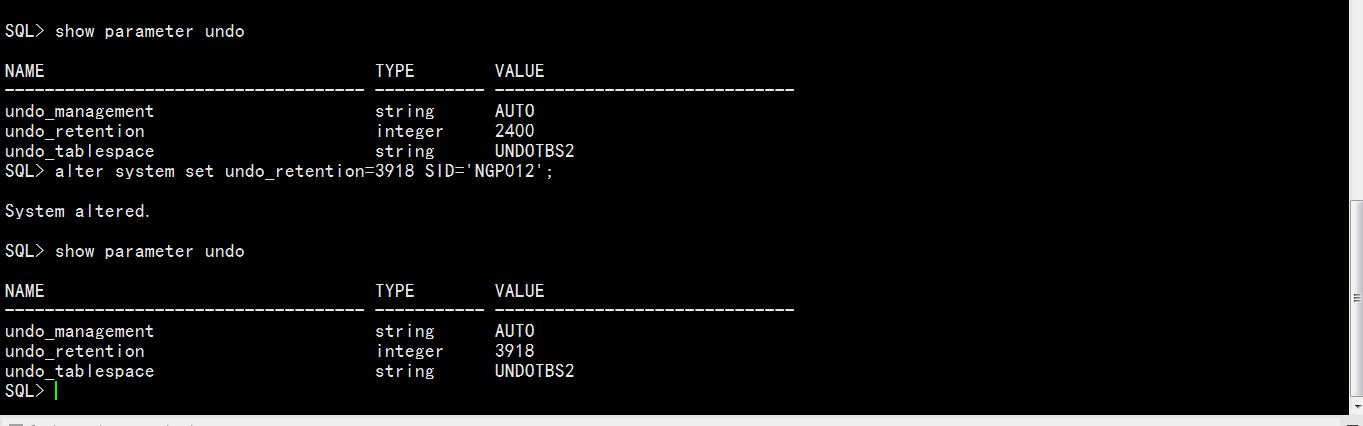 SQL> show parameter undo
NAME                                 TYPE        VALUE
------------------------------------ ----------- ------------------------------
undo_management                      string      AUTO
undo_retention                       integer     2400
undo_tablespace                      string      UNDOTBS2
SQL> alter system set undo_retention=3918 SID='NGPO12';
System altered.
SQL> show parameter undo
NAME                                 TYPE        VALUE
------------------------------------ ----------- ------------------------------
undo_management                      string      AUTO
undo_retention                       integer     3918
undo_tablespace                      string      UNDOTBS2
SQL>